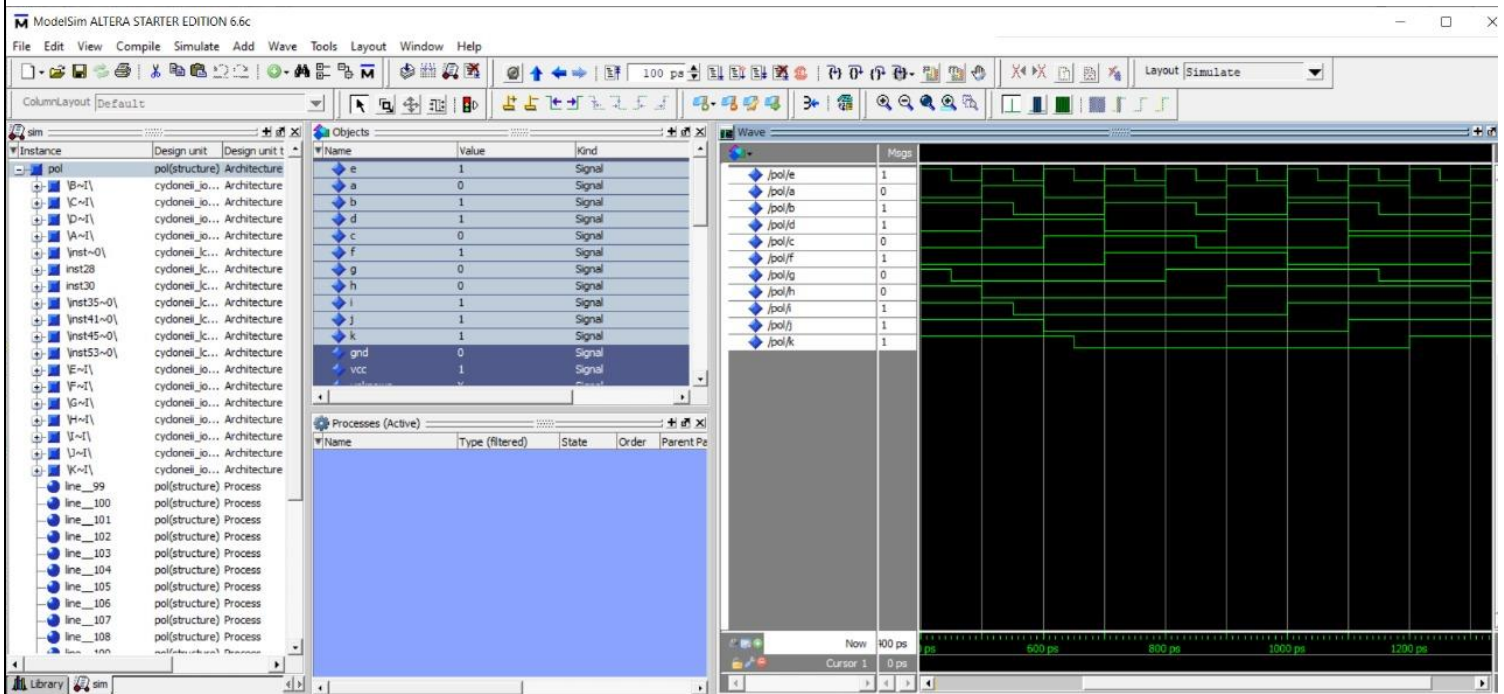 ModelSim ALTERA STARTER EDITION 6.6c
File Edit View Compile Simulate Add Wave Tools Layout Window Help
100 ps
Layout Simulate
ColumnLayout Default
sim
Instance Design unit Design unit t
pol pol(structure) Architecture
\B~I\ cycloneii_io... Architecture
\C~I\ cycloneii_io... Architecture
\D~I\ cycloneii_io... Architecture
\A~I\ cycloneii_io... Architecture
\inst~0\ cycloneii_lc... Architecture
inst28 cycloneii_lc... Architecture
inst30 cycloneii_lc... Architecture
\inst35~0\ cycloneii_lc... Architecture
\inst41~0\ cycloneii_lc... Architecture
\inst45~0\ cycloneii_lc... Architecture
\inst53~0\ cycloneii_lc... Architecture
\E~I\ cycloneii_io... Architecture
\F~I\ cycloneii_io... Architecture
\G~I\ cycloneii_io... Architecture
\H~I\ cycloneii_io... Architecture
\I~I\ cycloneii_io... Architecture
\J~I\ cycloneii_io... Architecture
\K~I\ cycloneii_io... Architecture
line__99 pol(structure) Process
line__100 pol(structure) Process
line__101 pol(structure) Process
line__102 pol(structure) Process
line__103 pol(structure) Process
line__104 pol(structure) Process
line__105 pol(structure) Process
line__106 pol(structure) Process
line__107 pol(structure) Process
line__108 pol(structure) Process
Library sim
Objects
Name Value Kind
e 1 Signal
a 0 Signal
b 1 Signal
d 1 Signal
c 0 Signal
f 1 Signal
g 0 Signal
h 0 Signal
i 1 Signal
j 1 Signal
k 1 Signal
gnd 0 Signal
vcc 1 Signal
Processes (Active)
Name Type (filtered) State Order Parent Pa
Wave
Msgs
/pol/e 1
/pol/a 0
/pol/b 1
/pol/d 1
/pol/c 0
/pol/f 1
/pol/g 0
/pol/h 0
/pol/i 1
/pol/j 1
/pol/k 1
Now 400 ps
Cursor 1 0 ps
ps 600 ps 800 ps 1000 ps 1200 ps